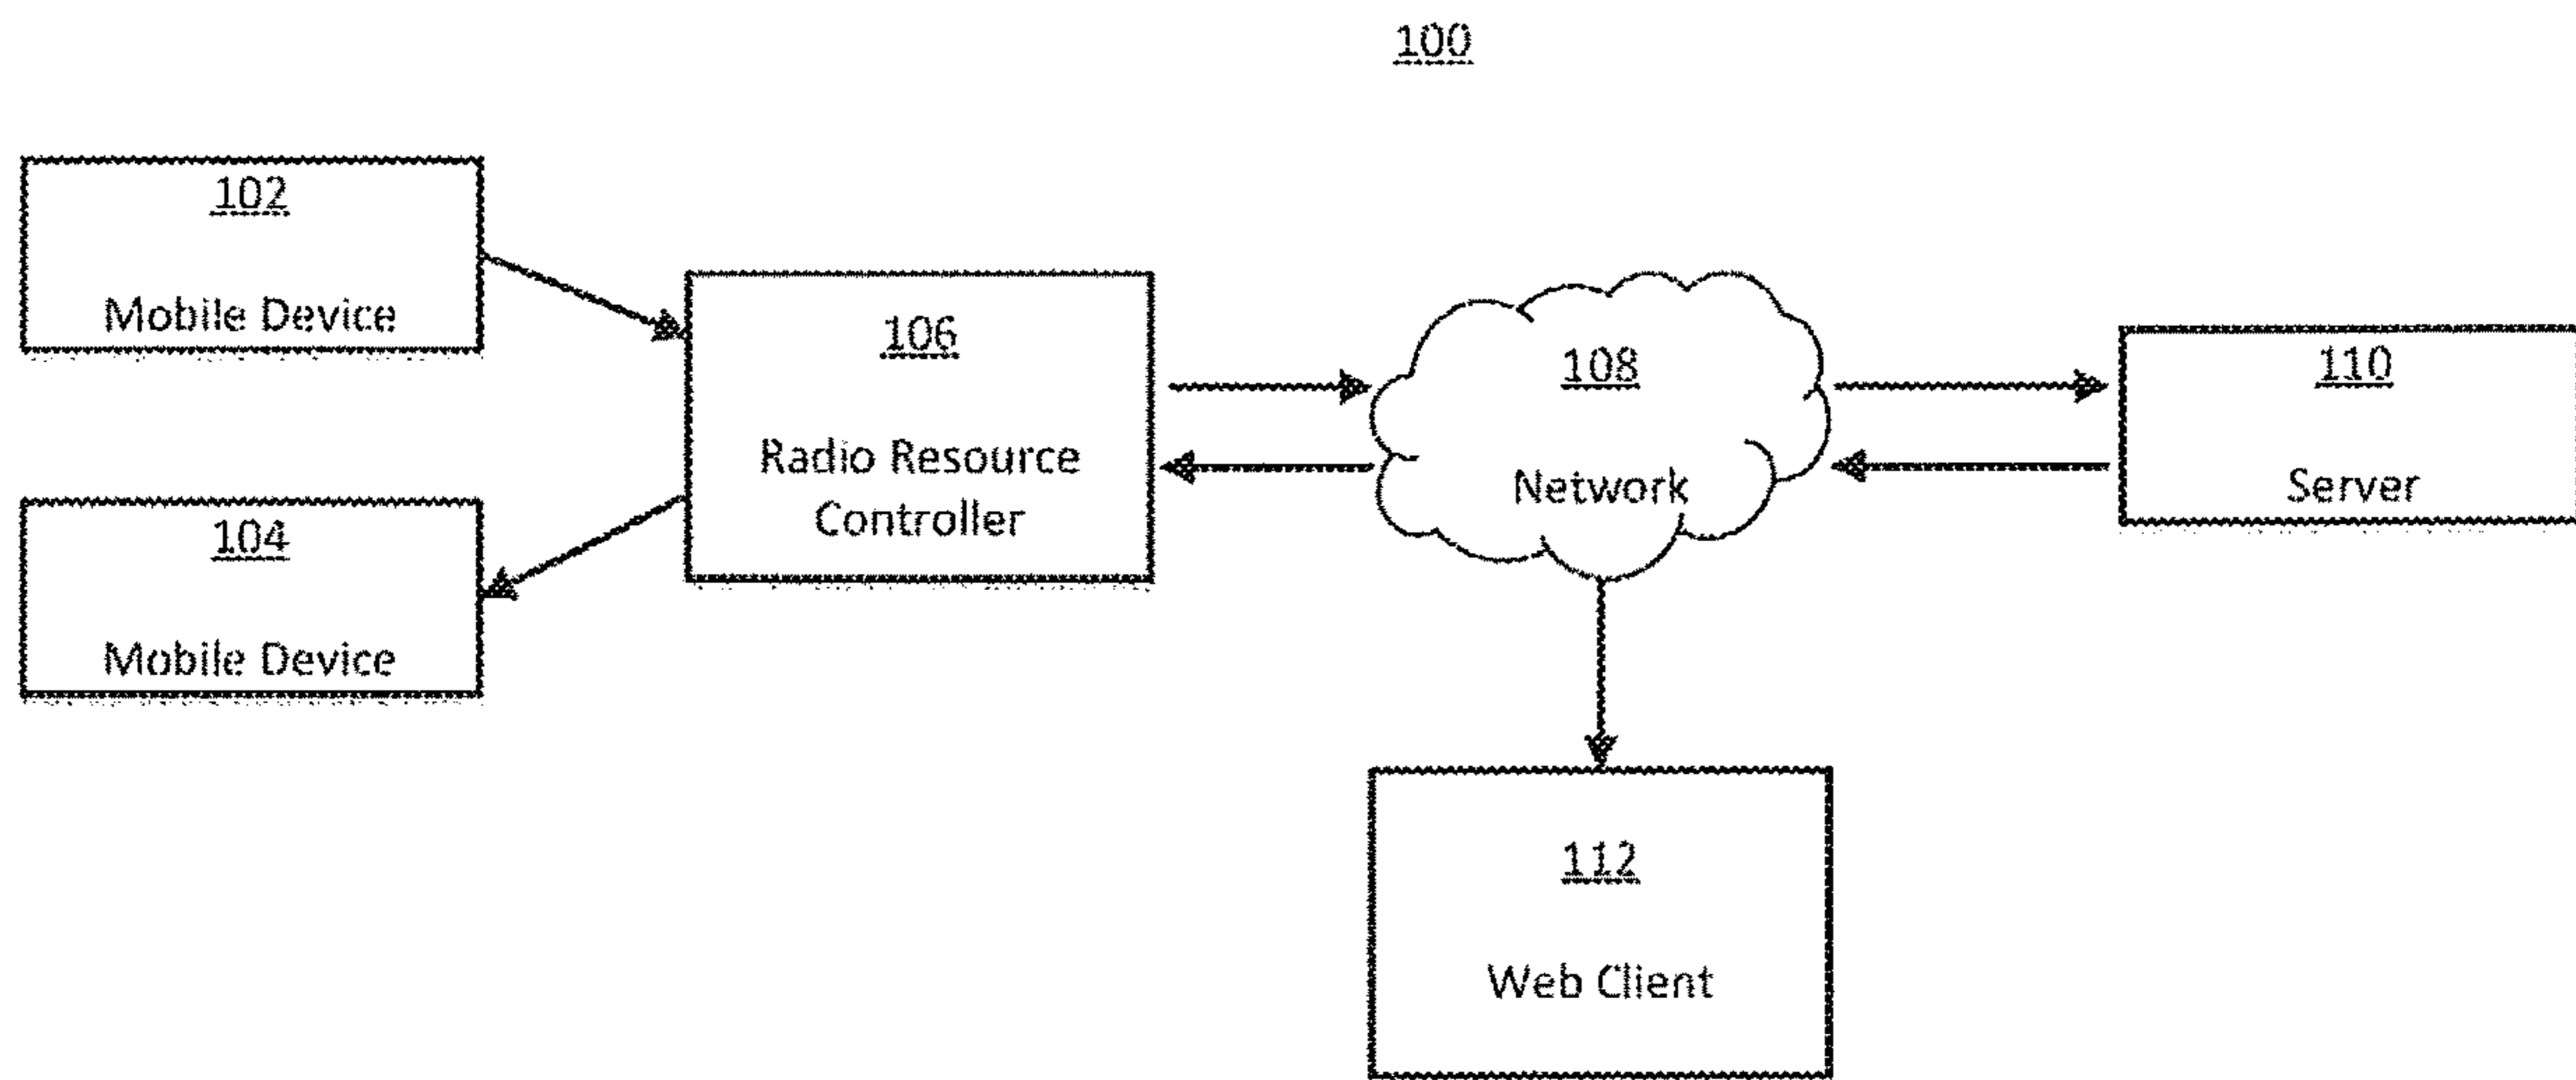 100
102
Mobile Device
106
Radio Resource
Controller
104
Mobile Device
108
Network
110
Server
112
Web Client